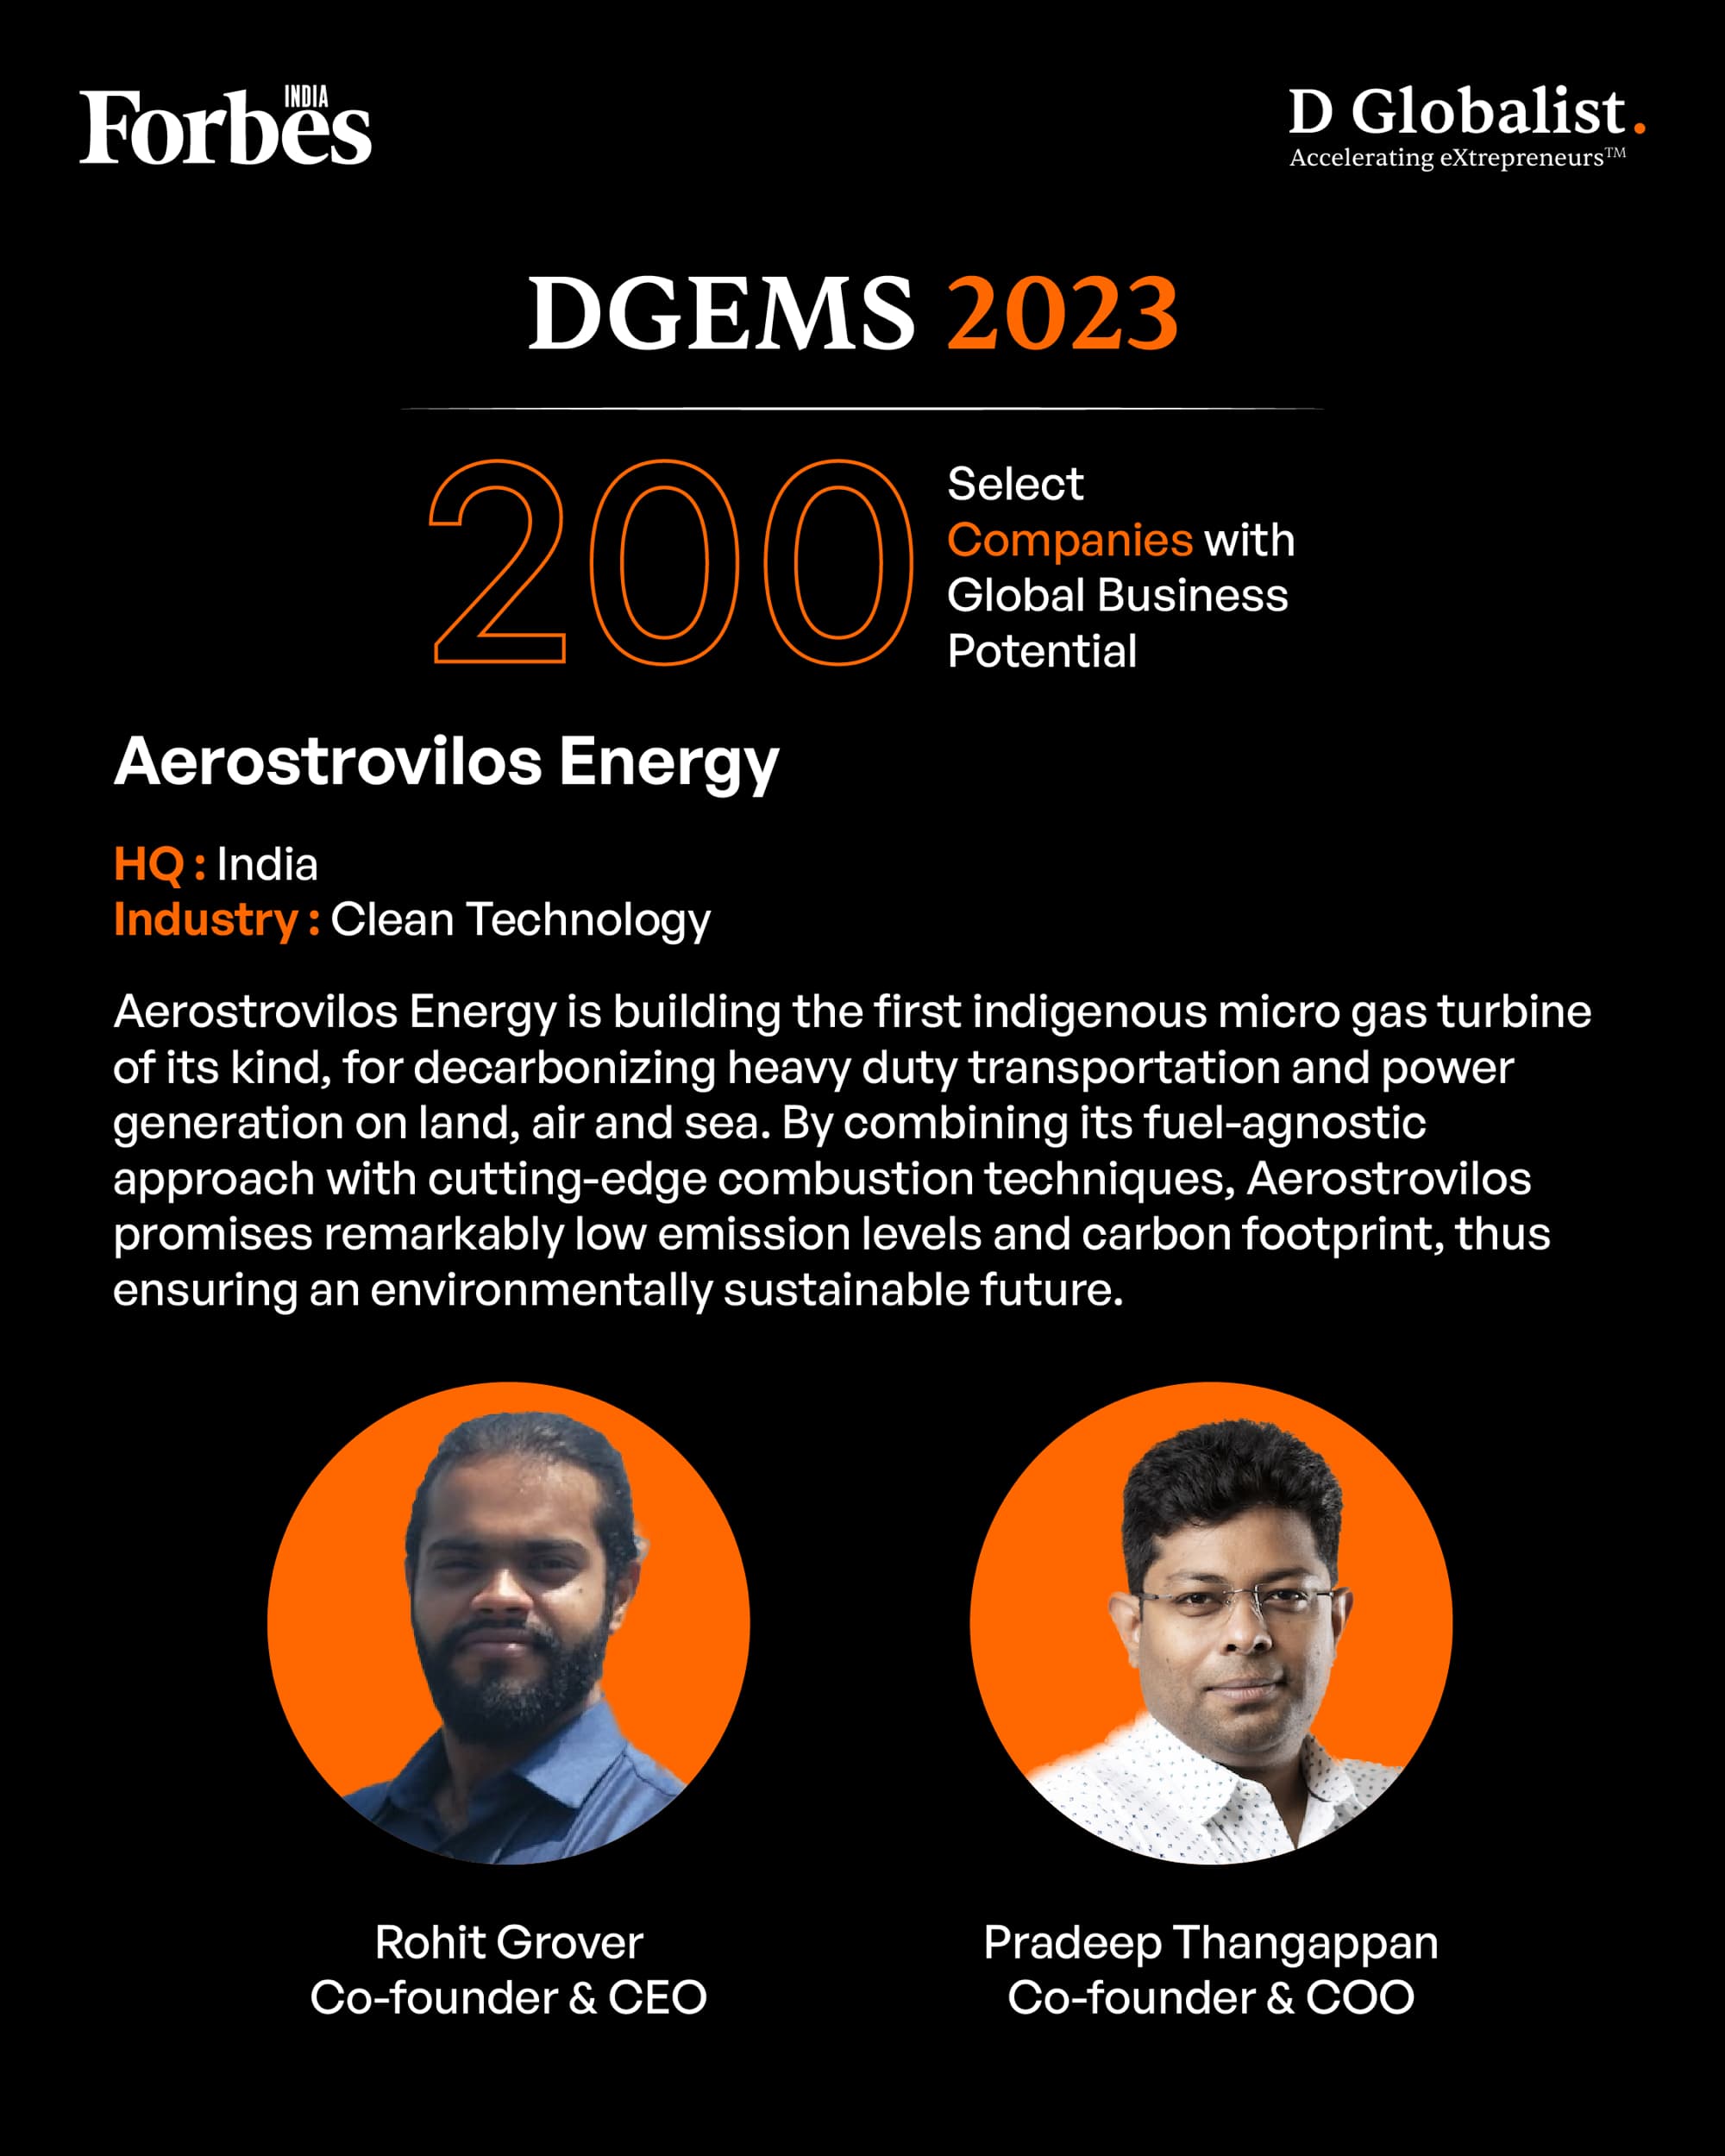 Forbes INDIA
D Globalist.
Accelerating eXtrepreneurs™
DGEMS 2023
200
Select
Companies with
Global Business
Potential
Aerostrovilos Energy
HQ : India
Industry : Clean Technology
Aerostrovilos Energy is building the first indigenous micro gas turbine
of its kind, for decarbonizing heavy duty transportation and power
generation on land, air and sea. By combining its fuel-agnostic
approach with cutting-edge combustion techniques, Aerostrovilos
promises remarkably low emission levels and carbon footprint, thus
ensuring an environmentally sustainable future.
Rohit Grover
Co-founder & CEO
Pradeep Thangappan
Co-founder & COO